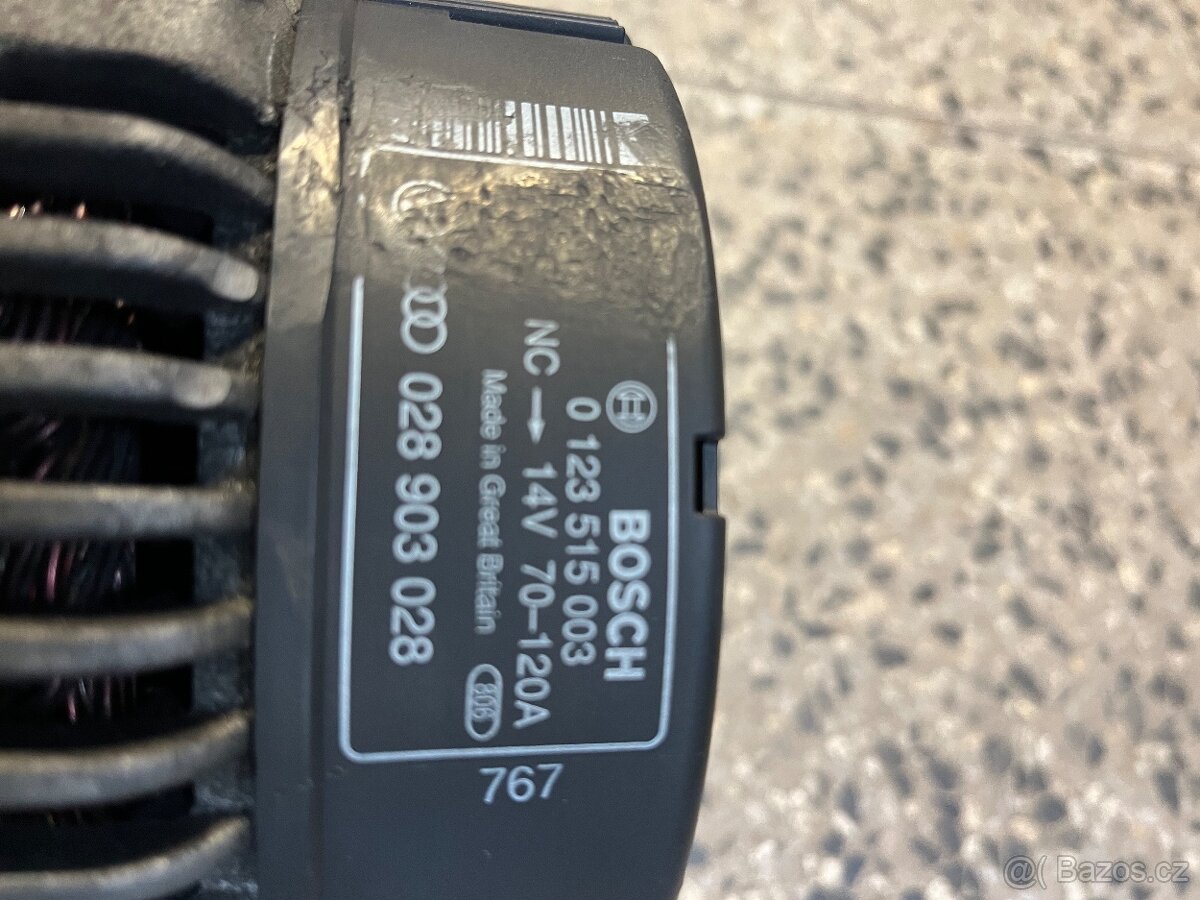 BOSCH
0 123 515 003
NC → 14V 70-120A
Made in Great Britain 806
028 903 028
767
@( Bazos.cz